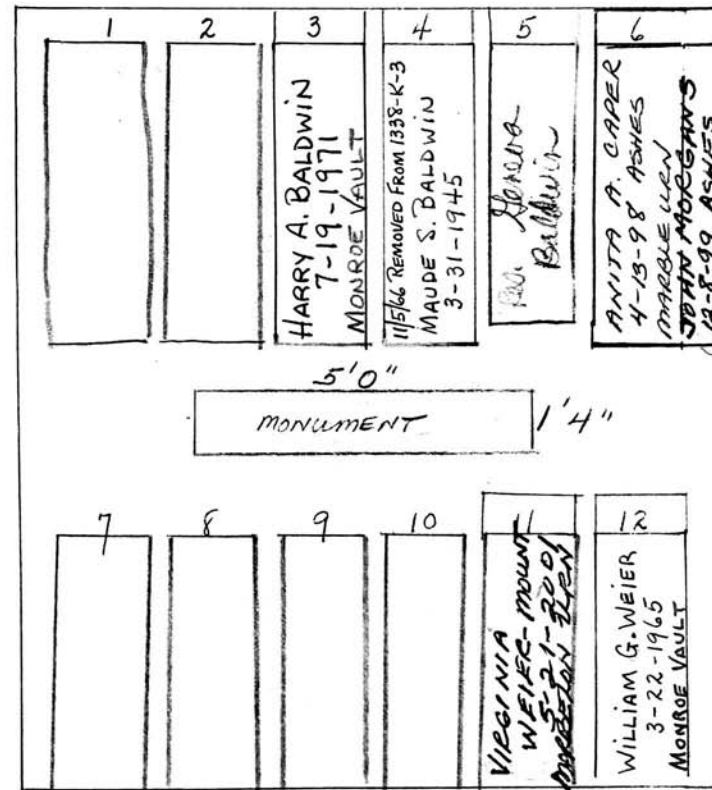 1
2
3
4
5
6
HARRY A. BALDWIN
7-19-1971
MONROE VAULT
11/5/66 REMOVED FROM 1338-K-3
MAUDE S. BALDWIN
3-31-1945
Geneva
Baldwin
ANITA A. CAPER
4-13-98 ASHES
MARBLE URN
JOHN MORGANS
12-8-99 ASHES
5'0"
MONUMENT
1'4"
7
8
9
10
11
12
VIRGINIA
WEIER-MOUNT
5-21-2001
URN
WILLIAM G. WEIER
3-22-1965
MONROE VAULT